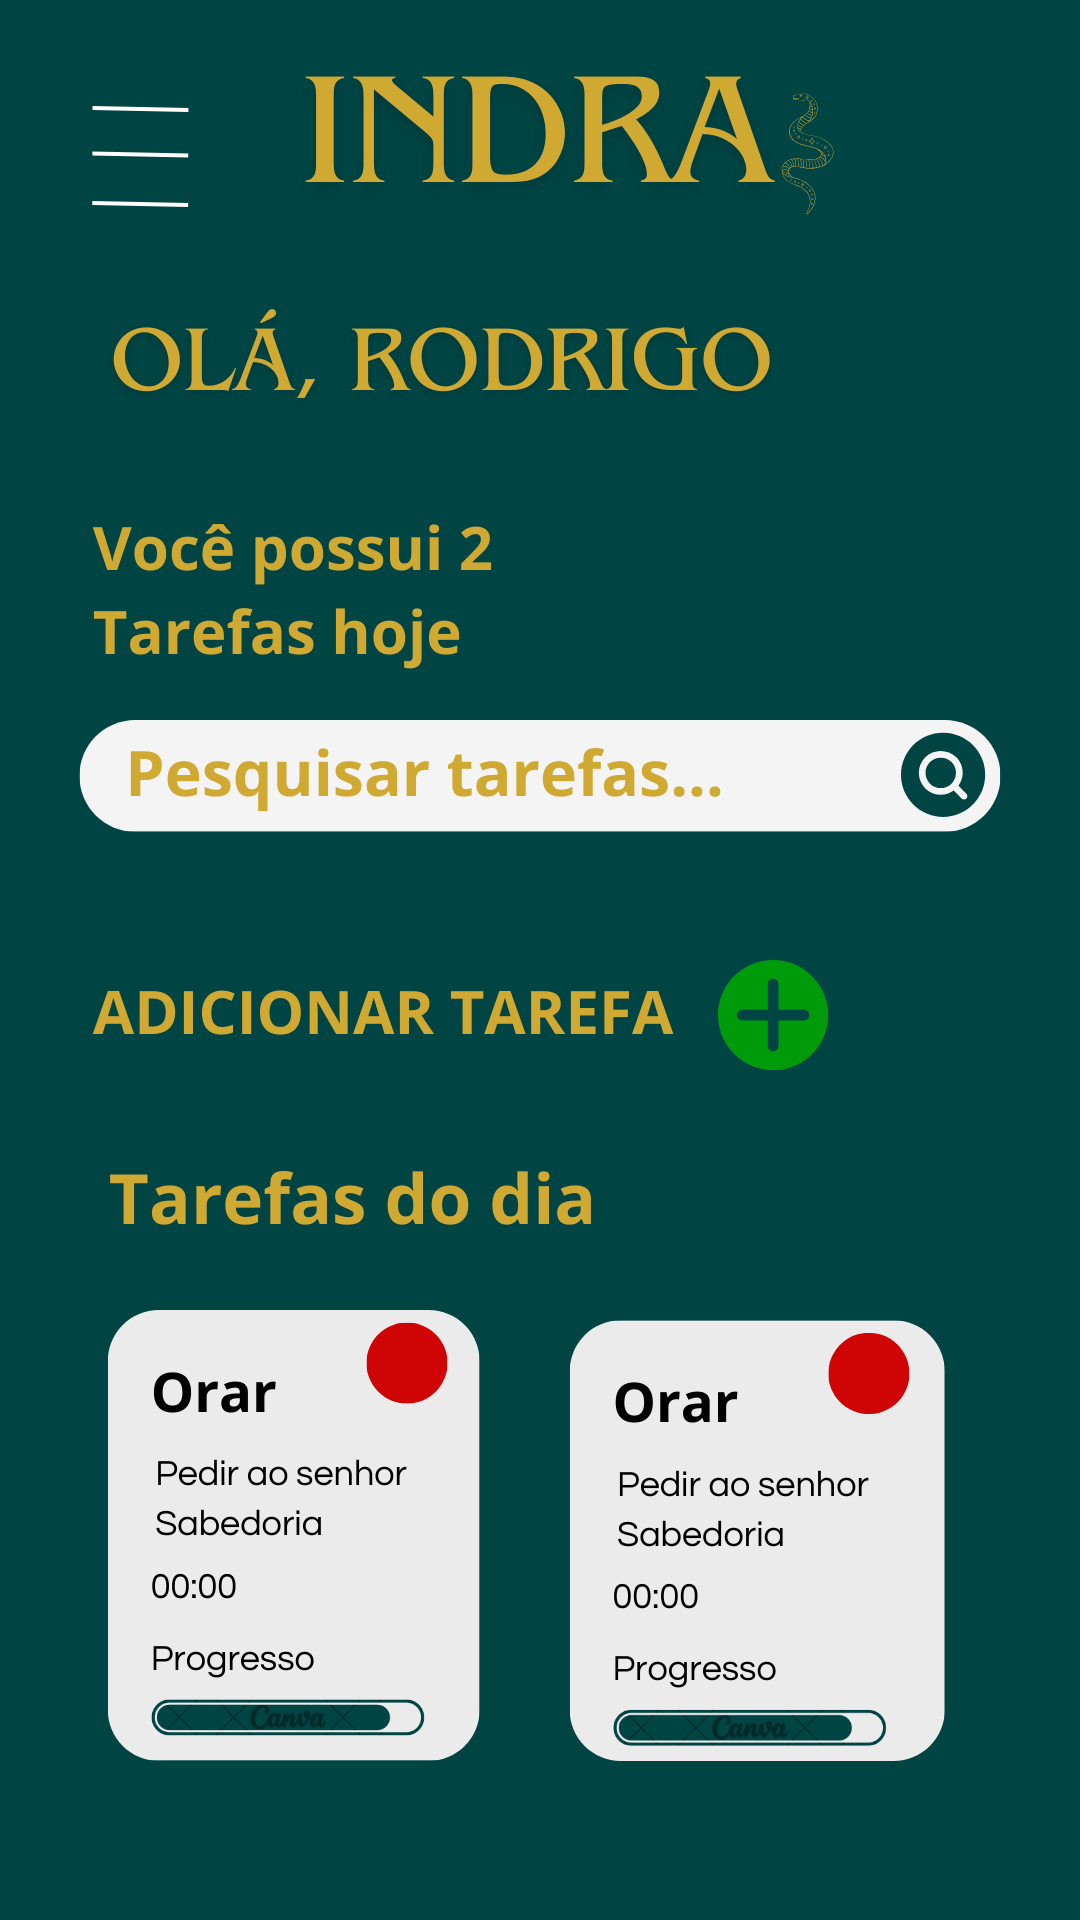 INDRA
OLÁ, RODRIGO
Você possui 2
Tarefas hoje
Pesquisar tarefas...
ADICIONAR TAREFA
Tarefas do dia
Orar
Pedir ao senhor
Sabedoria
00:00
Progresso
Canva
Orar
Pedir ao senhor
Sabedoria
00:00
Progresso
Canva